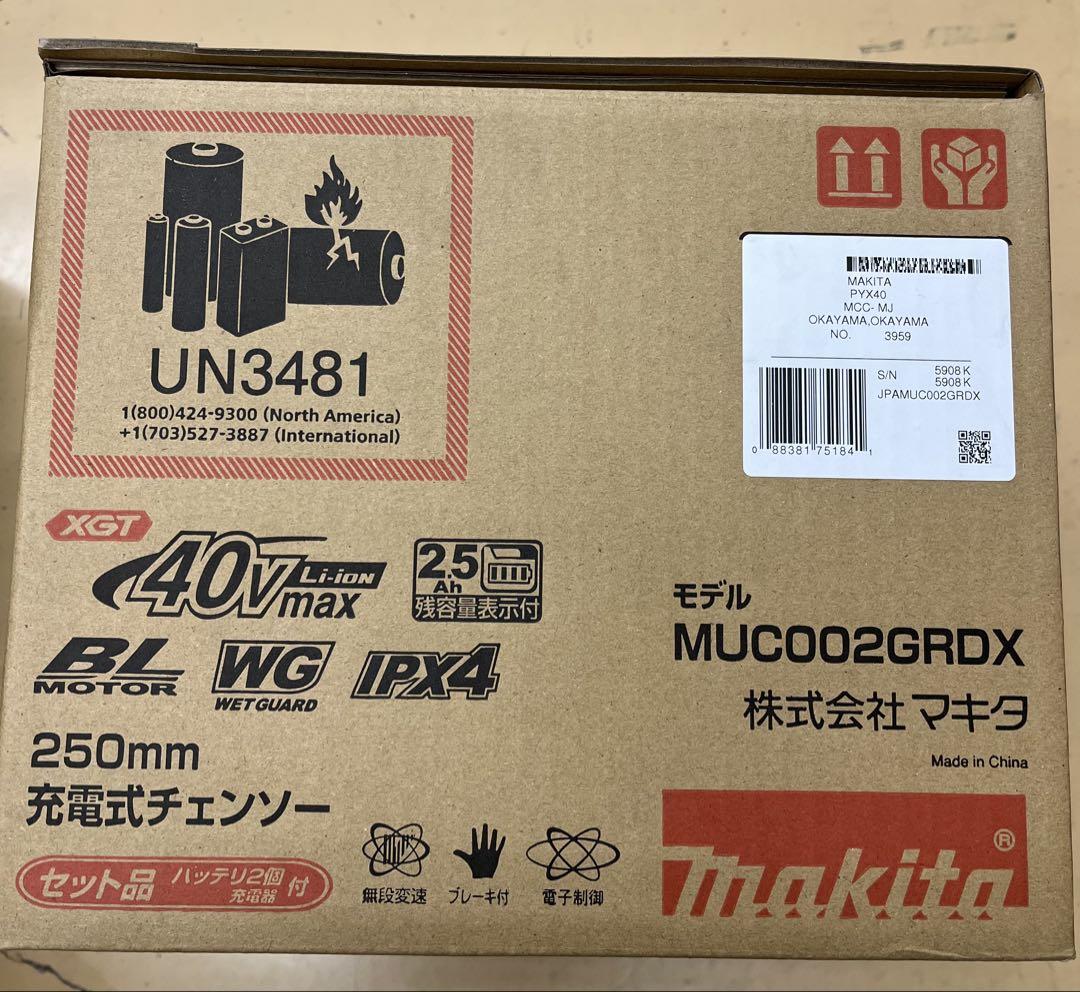 UN3481
1(800)424-9300 (North America)
+1(703)527-3887 (International)
MAKITA
PYX40
MCC- MJ
OKAYAMA,OKAYAMA
NO. 3959
S/N 5908 K
5908 K
JPAMUC002GRDX
0 88381 75184 1
XGT
40Vmax Li-ion
2.5
Ah
残容量表示付
BL
MOTOR
WG
WET GUARD
IPX4
250mm
充電式チェンソー
セット品 バッテリ2個 充電器 付
無段変速
ブレーキ付
電子制御
モデル
MUC002GRDX
株式会社マキタ
Made in China
makita®